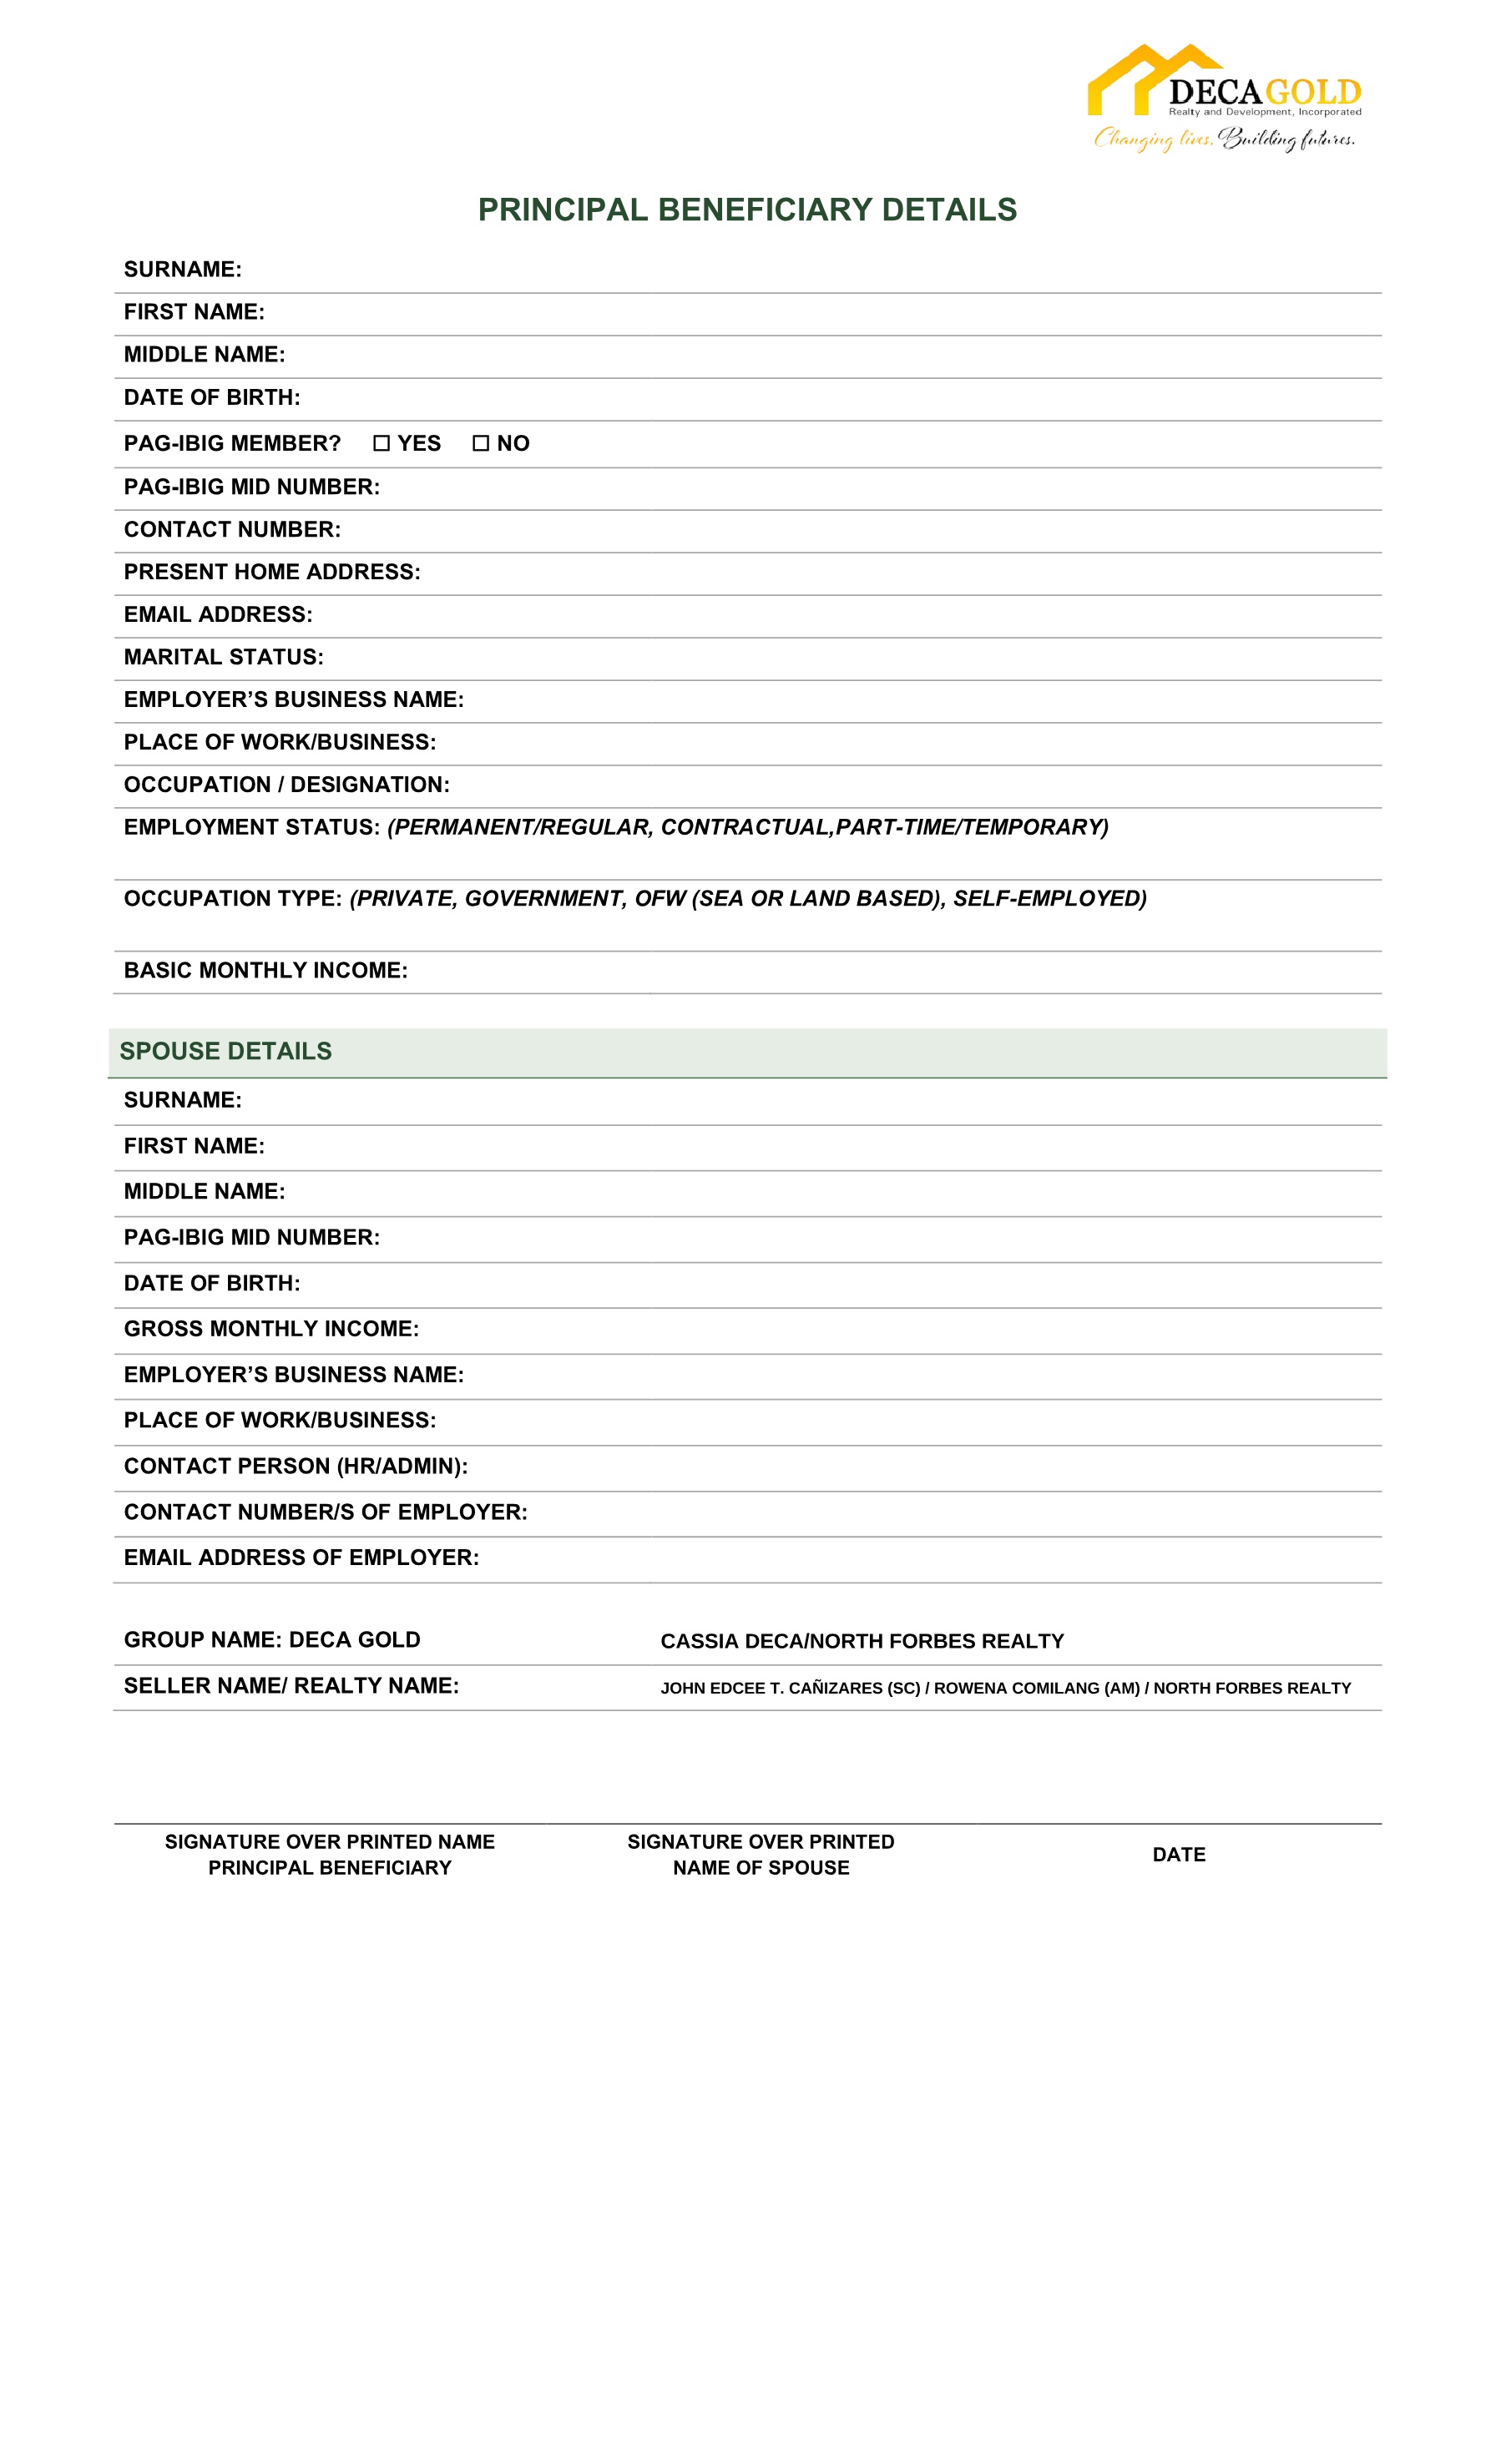 DECAGOLD
Realty and Development, Incorporated
Changing lives. Building futures.
PRINCIPAL BENEFICIARY DETAILS
SURNAME:
FIRST NAME:
MIDDLE NAME:
DATE OF BIRTH:
PAG-IBIG MEMBER? ☐ YES ☐ NO
PAG-IBIG MID NUMBER:
CONTACT NUMBER:
PRESENT HOME ADDRESS:
EMAIL ADDRESS:
MARITAL STATUS:
EMPLOYER’S BUSINESS NAME:
PLACE OF WORK/BUSINESS:
OCCUPATION / DESIGNATION:
EMPLOYMENT STATUS: (PERMANENT/REGULAR, CONTRACTUAL,PART-TIME/TEMPORARY)
OCCUPATION TYPE: (PRIVATE, GOVERNMENT, OFW (SEA OR LAND BASED), SELF-EMPLOYED)
BASIC MONTHLY INCOME:
SPOUSE DETAILS
SURNAME:
FIRST NAME:
MIDDLE NAME:
PAG-IBIG MID NUMBER:
DATE OF BIRTH:
GROSS MONTHLY INCOME:
EMPLOYER’S BUSINESS NAME:
PLACE OF WORK/BUSINESS:
CONTACT PERSON (HR/ADMIN):
CONTACT NUMBER/S OF EMPLOYER:
EMAIL ADDRESS OF EMPLOYER:
GROUP NAME: DECA GOLD CASSIA DECA/NORTH FORBES REALTY
SELLER NAME/ REALTY NAME: JOHN EDCEE T. CAÑIZARES (SC) / ROWENA COMILANG (AM) / NORTH FORBES REALTY
SIGNATURE OVER PRINTED NAME
PRINCIPAL BENEFICIARY
SIGNATURE OVER PRINTED
NAME OF SPOUSE
DATE